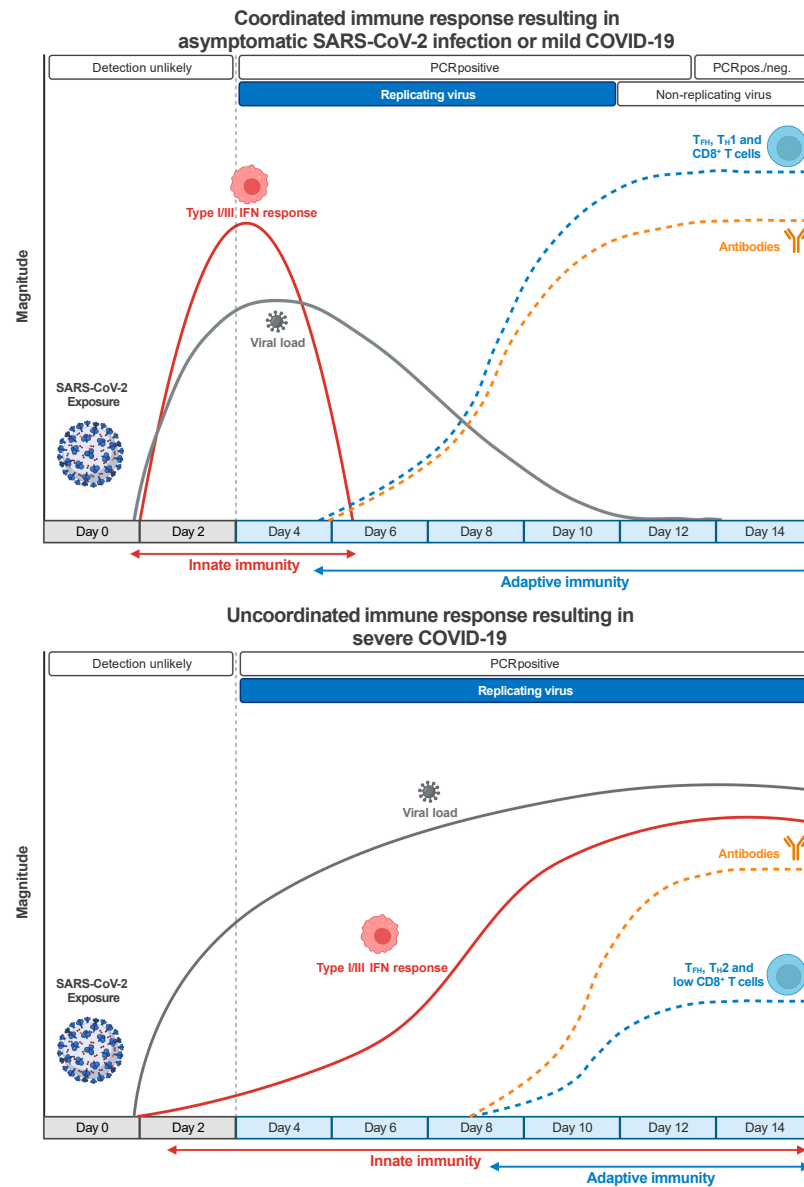 Coordinated immune response resulting in
asymptomatic SARS-CoV-2 infection or mild COVID-19
Detection unlikely
PCRpositive
PCRpos./neg.
Replicating virus
Non-replicating virus
T_FH, T_H1 and
CD8⁺ T cells
Type I/III IFN response
Antibodies
Viral load
Magnitude
SARS-CoV-2
Exposure
Day 0
Day 2
Day 4
Day 6
Day 8
Day 10
Day 12
Day 14
Innate immunity
Adaptive immunity
Uncoordinated immune response resulting in
severe COVID-19
Detection unlikely
PCRpositive
Replicating virus
Viral load
Antibodies
Magnitude
Type I/III IFN response
T_FH, T_H2 and
low CD8⁺ T cells
SARS-CoV-2
Exposure
Day 0
Day 2
Day 4
Day 6
Day 8
Day 10
Day 12
Day 14
Innate immunity
Adaptive immunity